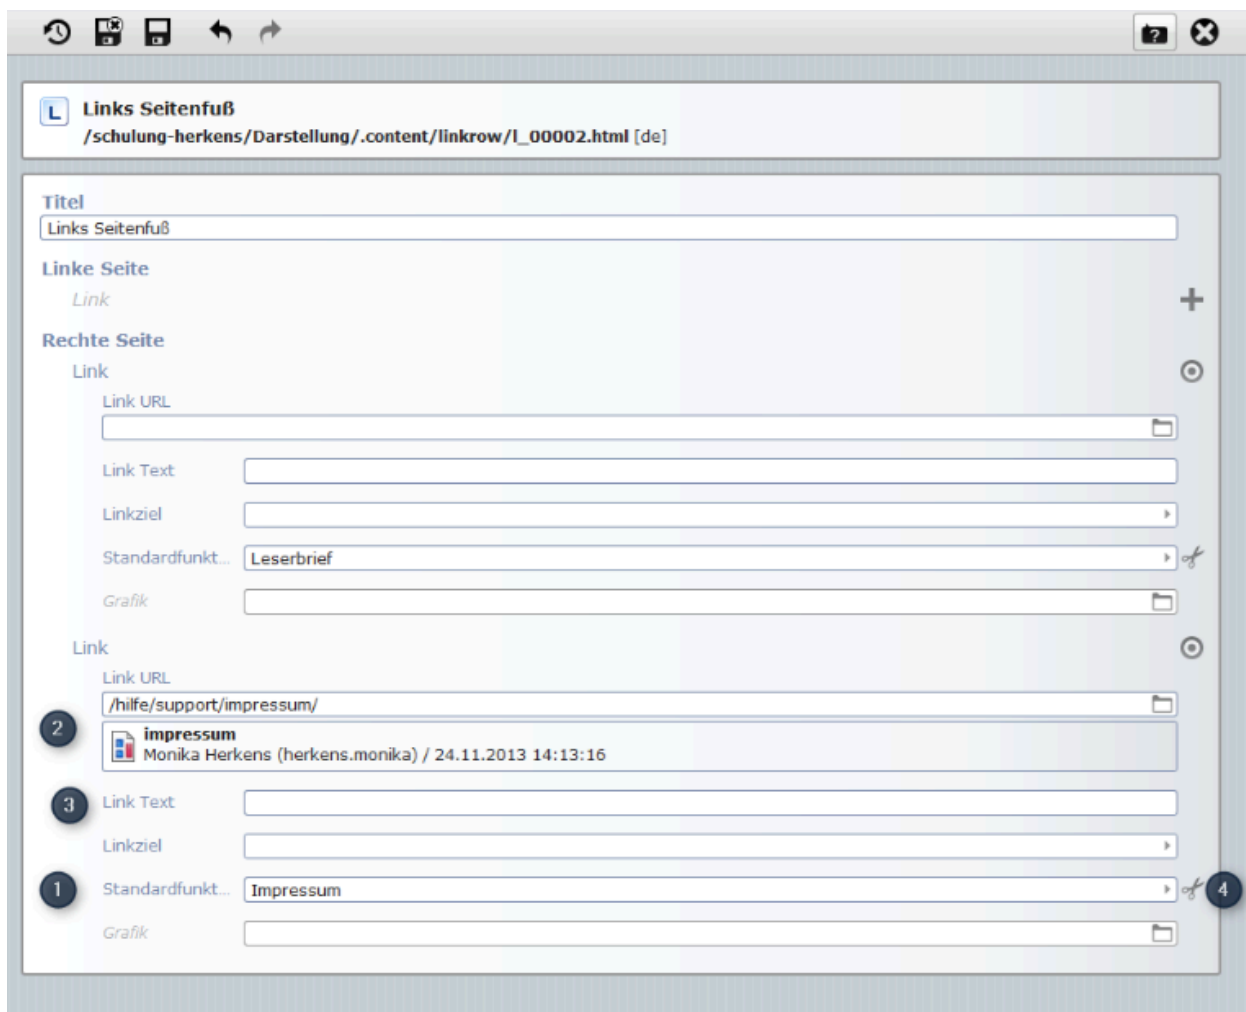 Links Seitenfuß
/schulung-herkens/Darstellung/.content/linkrow/l_00002.html [de]
Titel
Links Seitenfuß
Linke Seite
Link
Rechte Seite
Link
Link URL
Link Text
Linkziel
Standardfunkt... Leserbrief
Grafik
Link
Link URL
/hilfe/support/impressum/
2
impressum
Monika Herkens (herkens.monika) / 24.11.2013 14:13:16
3 Link Text
Linkziel
1 Standardfunkt... Impressum 4
Grafik